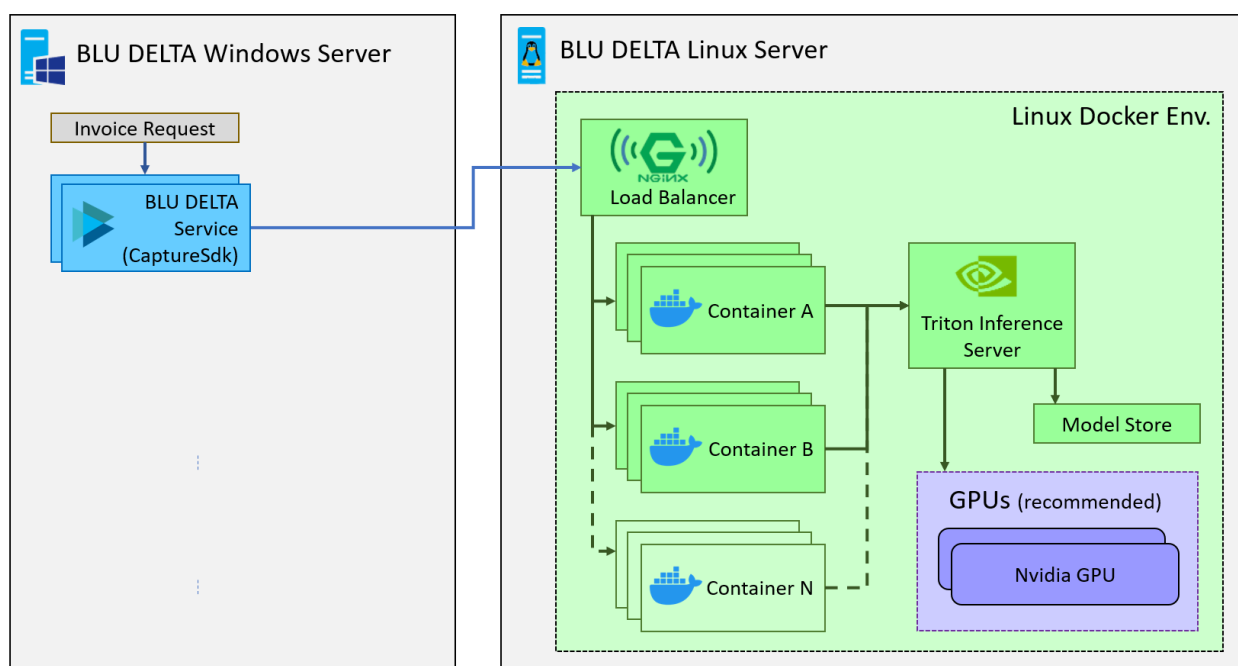 BLU DELTA Windows Server
Invoice Request
BLU DELTA
Service
(CaptureSdk)
BLU DELTA Linux Server
Linux Docker Env.
G
NGINX
Load Balancer
Container A
Container B
Container N
Triton Inference
Server
Model Store
GPUs (recommended)
Nvidia GPU